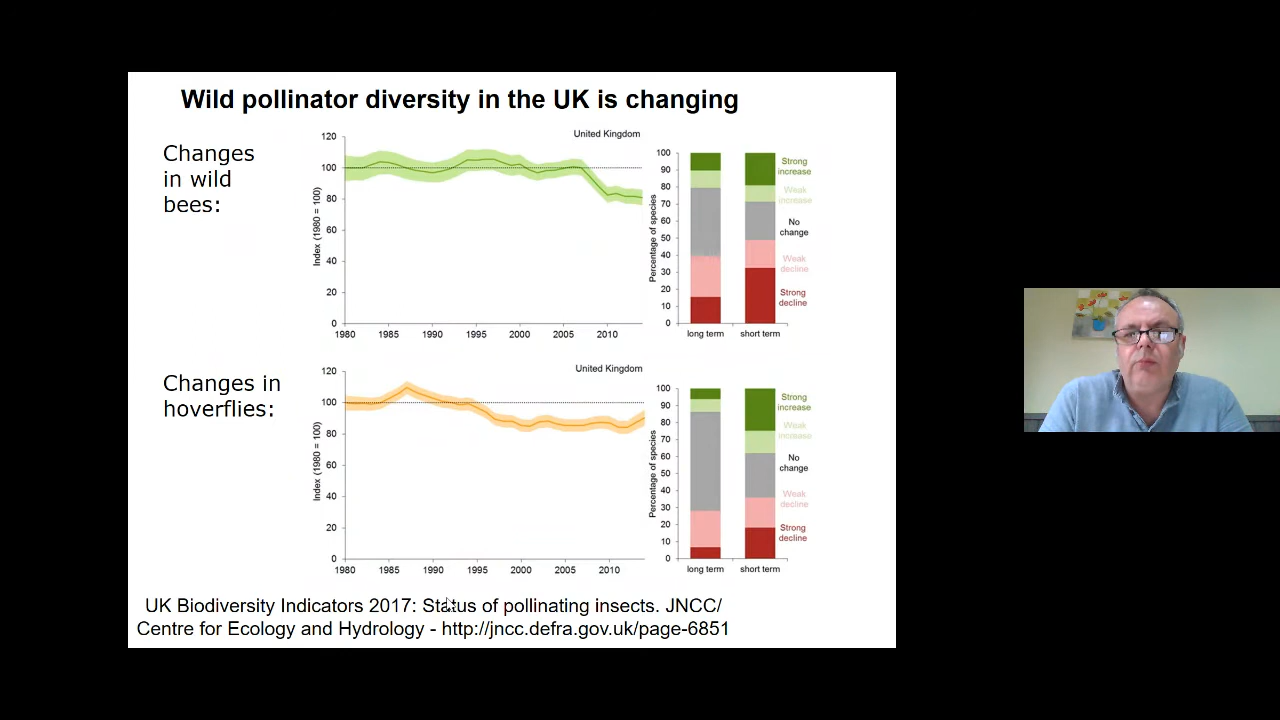 Wild pollinator diversity in the UK is changing
Changes
in wild
bees:
United Kingdom
Index (1980 = 100)
120
100
80
60
40
20
0
1980 1985 1990 1995 2000 2005 2010
Percentage of species
100
90
80
70
60
50
40
30
20
10
0
long term short term
Strong
increase
Weak
increase
No
change
Weak
decline
Strong
decline
Changes in
hoverflies:
United Kingdom
Index (1980 = 100)
120
100
80
60
40
20
0
1980 1985 1990 1995 2000 2005 2010
Percentage of species
100
90
80
70
60
50
40
30
20
10
0
long term short term
Strong
increase
Weak
increase
No
change
Weak
decline
Strong
decline
UK Biodiversity Indicators 2017: Status of pollinating insects. JNCC/
Centre for Ecology and Hydrology - http://jncc.defra.gov.uk/page-6851